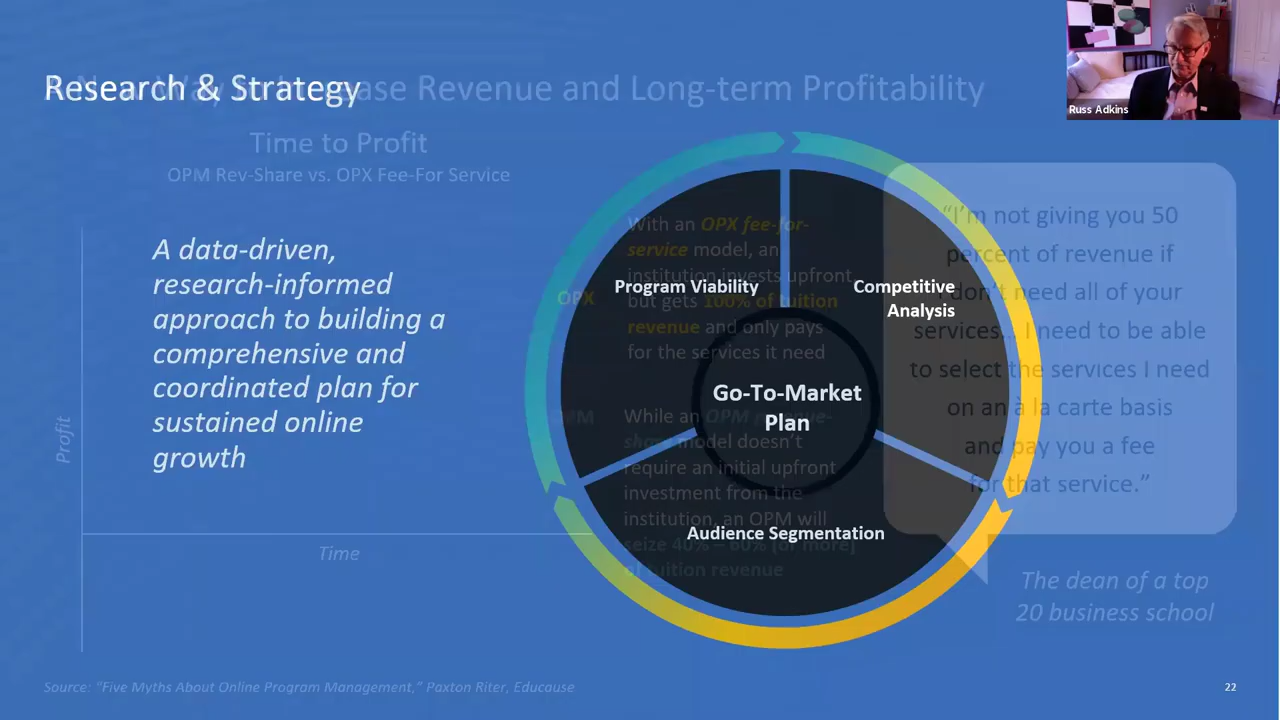 Research & Strategy
Increase Revenue and Long-term Profitability
Time to Profit
OPM Rev-Share vs. OPX Fee-For Service
Russ Adkins
A data-driven,
research-informed
approach to building a
comprehensive and
coordinated plan for
sustained online
growth
Profit
Time
OPX
With an OPX fee-for-
service model, an
institution invests upfront
but gets 100% of tuition
revenue and only pays
for the services it need
While an OPM revenue-
share model doesn't
require an initial upfront
investment from the
institution, an OPM will
seize 40% – 60% [or more]
of tuition revenue
Program Viability
Competitive
Analysis
Go-To-Market
Plan
Audience Segmentation
"I'm not giving you 50
percent of revenue if
I don't need all of your
services... I need to be able
to select the services I need
on an à la carte basis
and pay you a fee
for that service."
The dean of a top
20 business school
Source: "Five Myths About Online Program Management," Paxton Riter, Educause
22